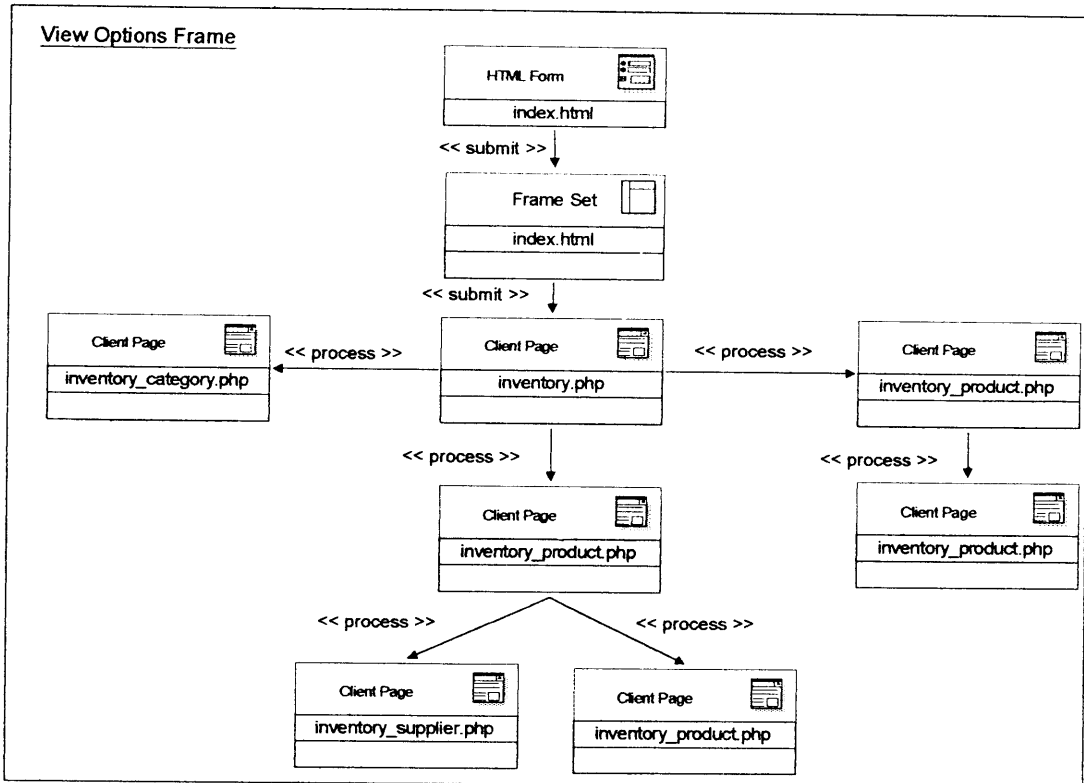 View Options Frame
HTML Form
index.html
<< submit >>
Frame Set
index.html
<< submit >>
Client Page
inventory_category.php
<< process >>
Client Page
inventory.php
<< process >>
Client Page
inventory_product.php
<< process >>
<< process >>
Client Page
inventory_product.php
Client Page
inventory_product.php
<< process >>
<< process >>
Client Page
inventory_supplier.php
Client Page
inventory_product.php